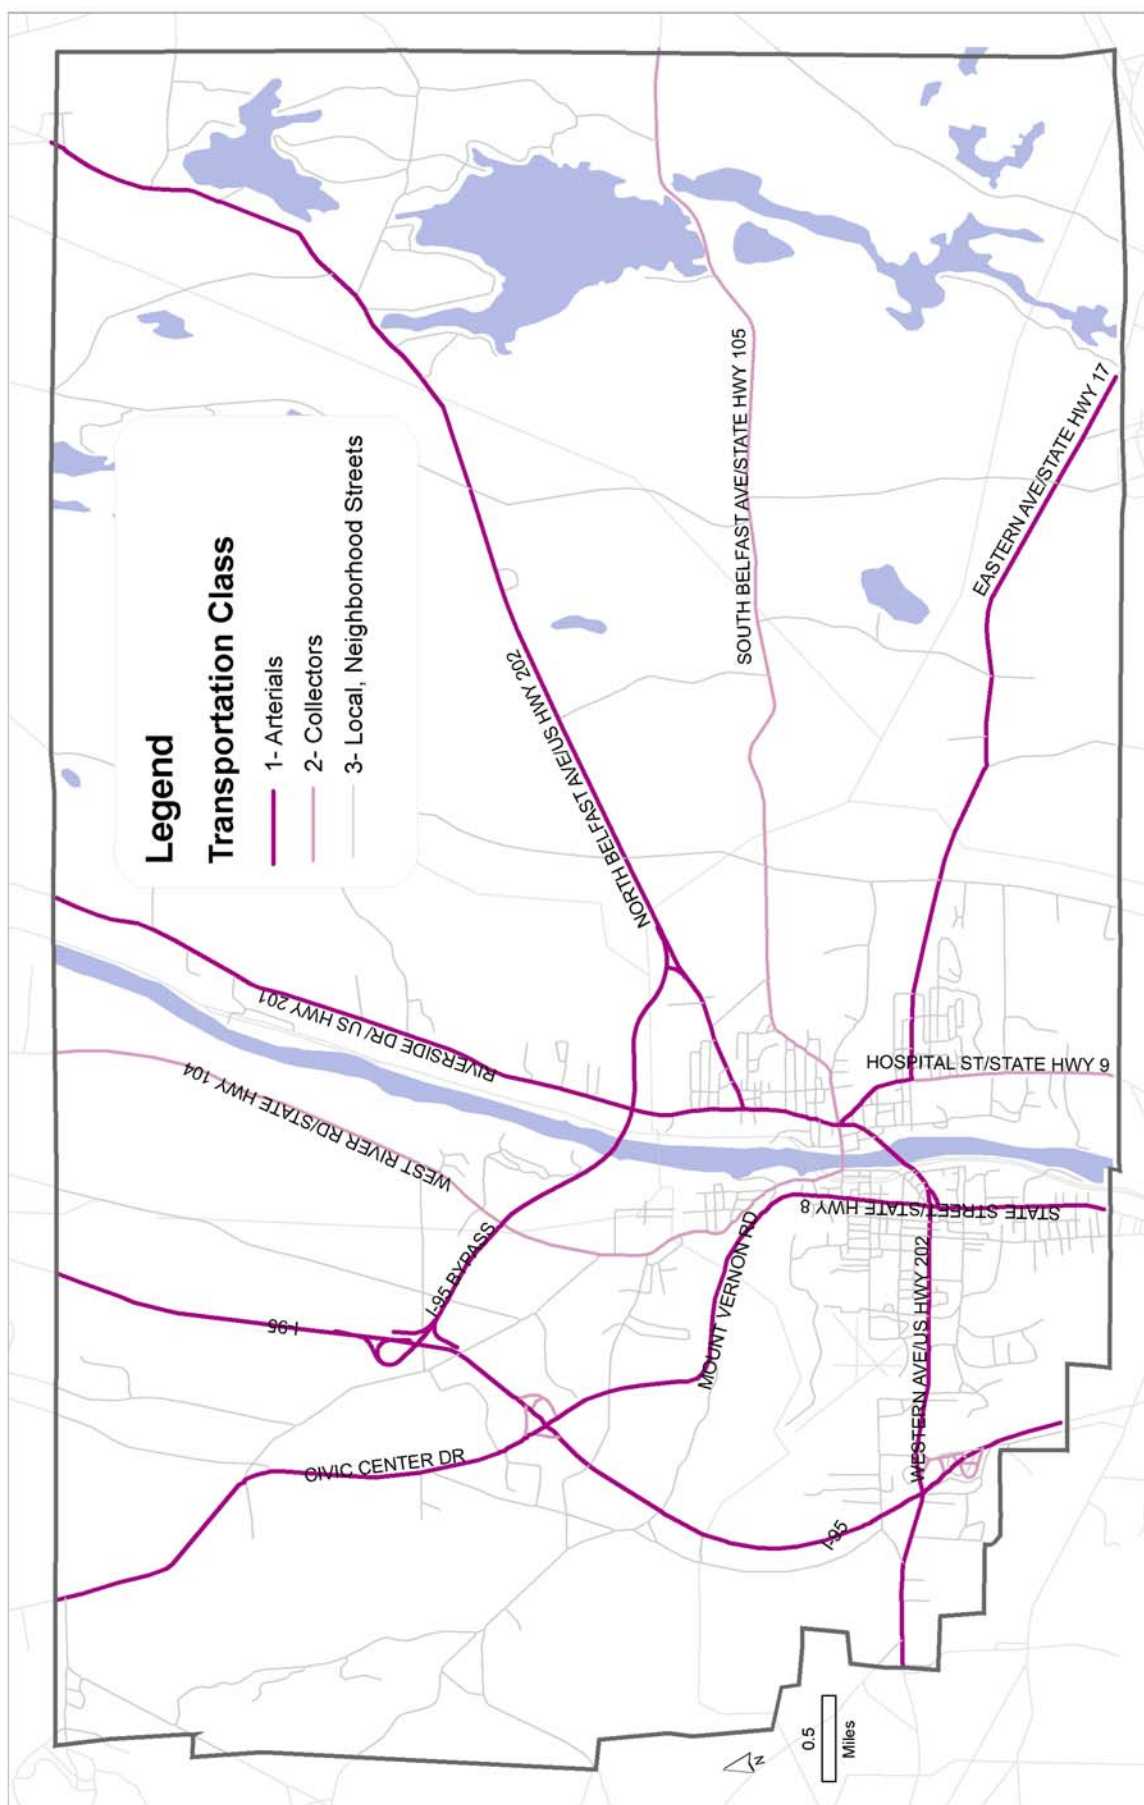 Legend
Transportation Class
1- Arterials
2- Collectors
3- Local, Neighborhood Streets
RIVERSIDE DR/US HWY 201
WEST RIVER RD/STATE HWY 104
I-95
I-95 BYPASS
CIVIC CENTER DR
NORTH BELFAST AVE/US HWY 202
SOUTH BELFAST AVE/STATE HWY 105
EASTERN AVE/STATE HWY 17
HOSPITAL ST/STATE HWY 9
STATE STREET/STATE HWY 8
MOUNT VERNON RD
WESTERN AVE/US HWY 202
I-95
N
0.5
Miles